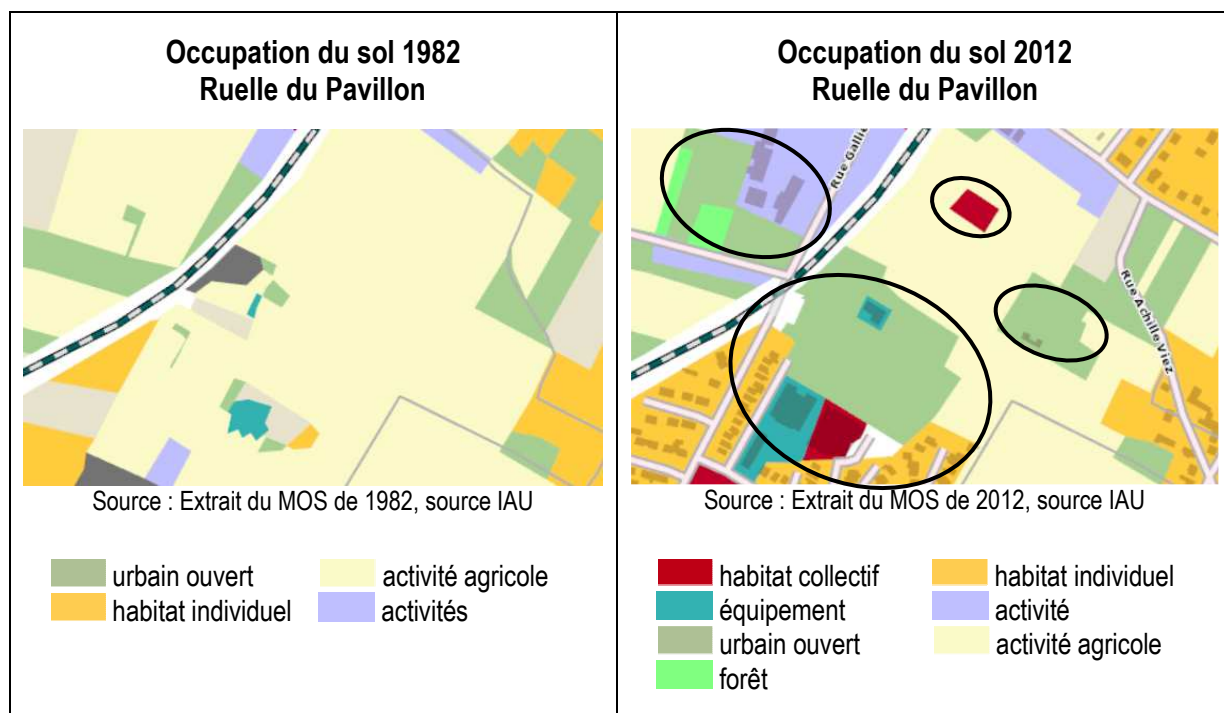 Occupation du sol 1982
Ruelle du Pavillon
Source : Extrait du MOS de 1982, source IAU
urbain ouvert
activité agricole
habitat individuel
activités
Occupation du sol 2012
Ruelle du Pavillon
Rue Gallie
Rue Achille Viez
Source : Extrait du MOS de 2012, source IAU
habitat collectif
habitat individuel
équipement
activité
urbain ouvert
activité agricole
forêt